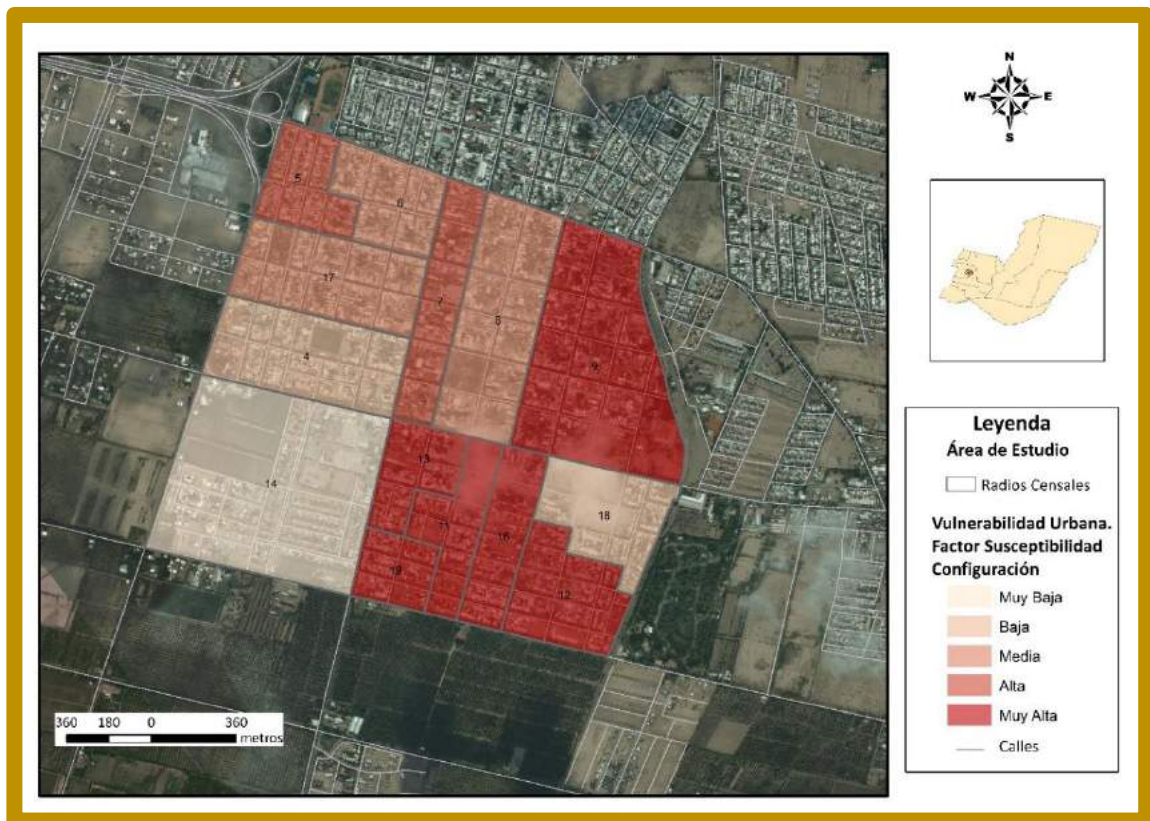 N
W E
S
5
6
17
7
8
4
9
13
14
11
16
18
19
12
Leyenda
Área de Estudio
Radios Censales
Vulnerabilidad Urbana.
Factor Susceptibilidad
Configuración
Muy Baja
Baja
Media
Alta
Muy Alta
Calles
360 180 0 360
metros